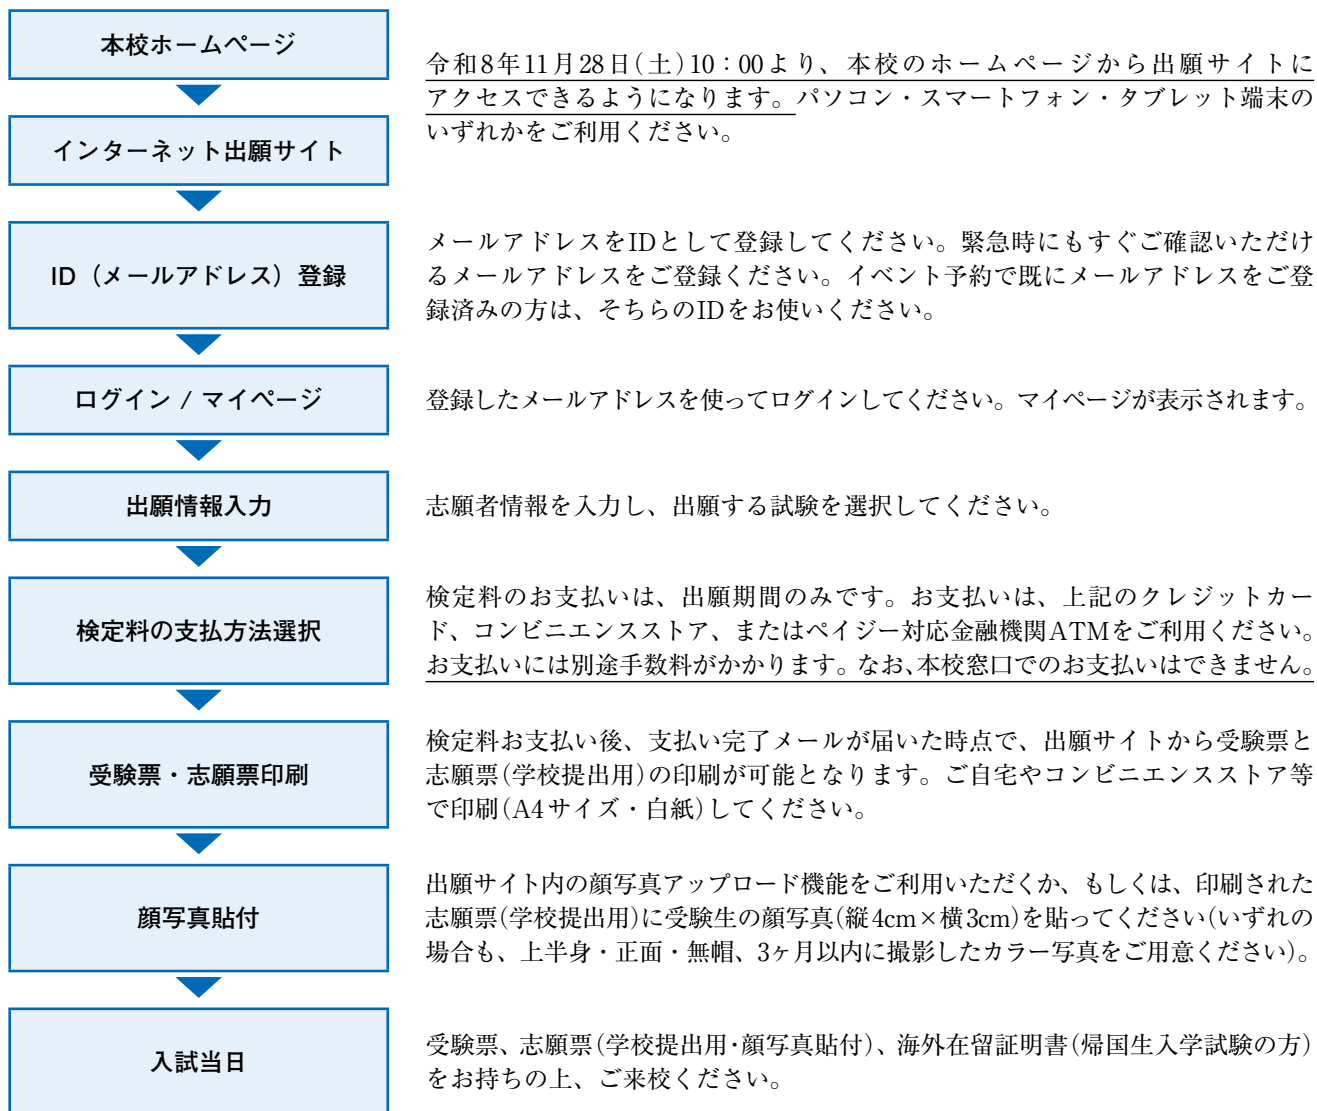 本校ホームページ
令和8年11月28日(土)10：00より、本校のホームページから出願サイトに
アクセスできるようになります。パソコン・スマートフォン・タブレット端末の
いずれかをご利用ください。
インターネット出願サイト
ID（メールアドレス）登録
メールアドレスをIDとして登録してください。緊急時にもすぐご確認いただけ
るメールアドレスをご登録ください。イベント予約で既にメールアドレスをご登
録済みの方は、そちらのIDをお使いください。
ログイン / マイページ
登録したメールアドレスを使ってログインしてください。マイページが表示されます。
出願情報入力
志願者情報を入力し、出願する試験を選択してください。
検定料の支払方法選択
検定料のお支払いは、出願期間のみです。お支払いは、上記のクレジットカー
ド、コンビニエンスストア、またはペイジー対応金融機関ATMをご利用ください。
お支払いには別途手数料がかかります。なお、本校窓口でのお支払いはできません。
受験票・志願票印刷
検定料お支払い後、支払い完了メールが届いた時点で、出願サイトから受験票と
志願票(学校提出用)の印刷が可能となります。ご自宅やコンビニエンスストア等
で印刷(A4サイズ・白紙)してください。
顔写真貼付
出願サイト内の顔写真アップロード機能をご利用いただくか、もしくは、印刷された
志願票(学校提出用)に受験生の顔写真(縦4cm×横3cm)を貼ってください(いずれの
場合も、上半身・正面・無帽、3ヶ月以内に撮影したカラー写真をご用意ください)。
入試当日
受験票、志願票(学校提出用・顔写真貼付)、海外在留証明書(帰国生入学試験の方)
をお持ちの上、ご来校ください。